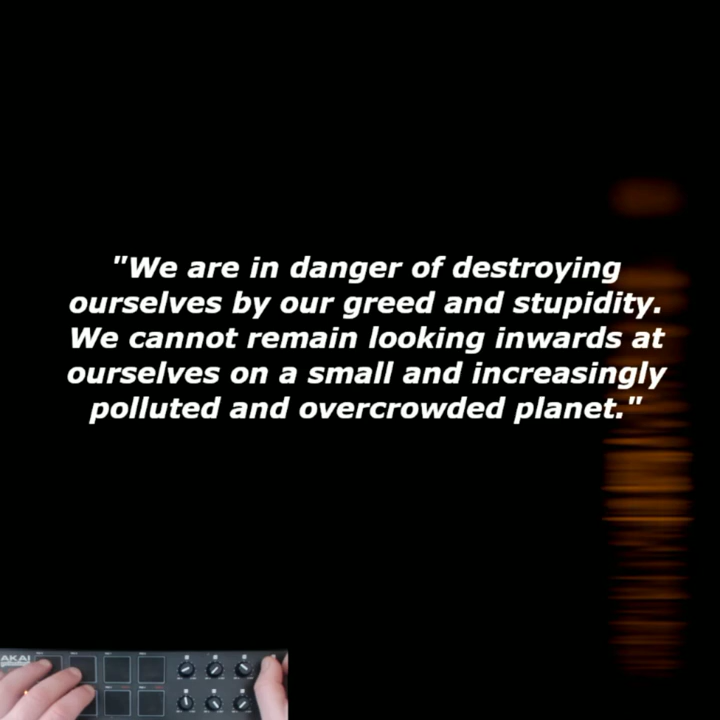 "We are in danger of destroying
ourselves by our greed and stupidity.
We cannot remain looking inwards at
ourselves on a small and increasingly
polluted and overcrowded planet."
AKAI